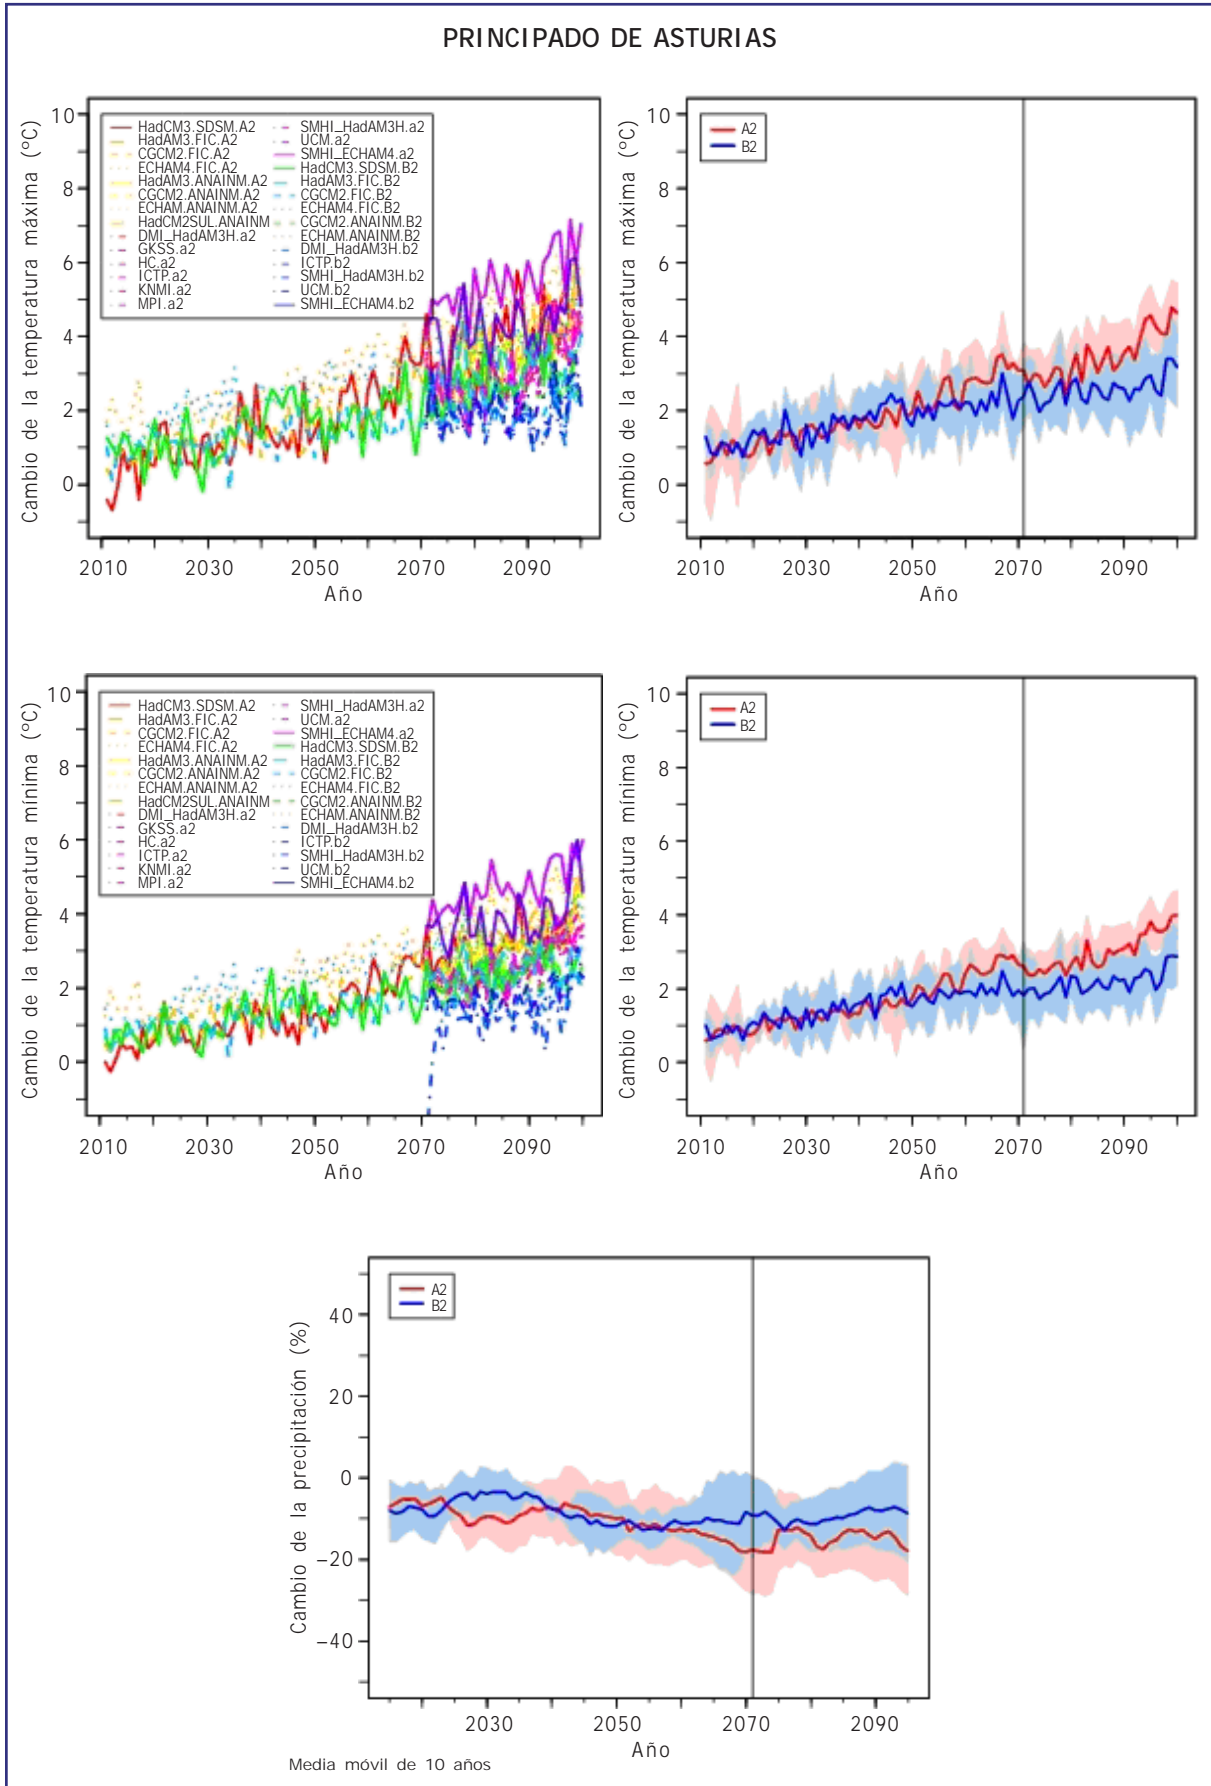 PRINCIPADO DE ASTURIAS
Cambio de la temperatura máxima (°C)
10
8
6
4
2
0
HadCM3.SDSM.A2
HadAM3.FIC.A2
CGCM2.FIC.A2
ECHAM4.FIC.A2
HadAM3.ANAINM.A2
CGCM2.ANAINM.A2
ECHAM.ANAINM.A2
HadCM2SUL.ANAINM
DMI_HadAM3H.a2
GKSS.a2
HC.a2
ICTP.a2
KNMI.a2
MPI.a2
SMHI_HadAM3H.a2
UCM.a2
SMHI_ECHAM4.a2
HadCM3.SDSM.B2
HadAM3.FIC.B2
CGCM2.FIC.B2
ECHAM4.FIC.B2
CGCM2.ANAINM.B2
ECHAM.ANAINM.B2
DMI_HadAM3H.b2
ICTP.b2
SMHI_HadAM3H.b2
UCM.b2
SMHI_ECHAM4.b2
2010 2030 2050 2070 2090
Año
Cambio de la temperatura máxima (°C)
10
8
6
4
2
0
A2
B2
2010 2030 2050 2070 2090
Año
Cambio de la temperatura mínima (°C)
10
8
6
4
2
0
HadCM3.SDSM.A2
HadAM3.FIC.A2
CGCM2.FIC.A2
ECHAM4.FIC.A2
HadAM3.ANAINM.A2
CGCM2.ANAINM.A2
ECHAM.ANAINM.A2
HadCM2SUL.ANAINM
DMI_HadAM3H.a2
GKSS.a2
HC.a2
ICTP.a2
KNMI.a2
MPI.a2
SMHI_HadAM3H.a2
UCM.a2
SMHI_ECHAM4.a2
HadCM3.SDSM.B2
HadAM3.FIC.B2
CGCM2.FIC.B2
ECHAM4.FIC.B2
CGCM2.ANAINM.B2
ECHAM.ANAINM.B2
DMI_HadAM3H.b2
ICTP.b2
SMHI_HadAM3H.b2
UCM.b2
SMHI_ECHAM4.b2
2010 2030 2050 2070 2090
Año
Cambio de la temperatura mínima (°C)
10
8
6
4
2
0
A2
B2
2010 2030 2050 2070 2090
Año
Cambio de la precipitación (%)
40
20
0
−20
−40
A2
B2
2030 2050 2070 2090
Año
Media móvil de 10 años